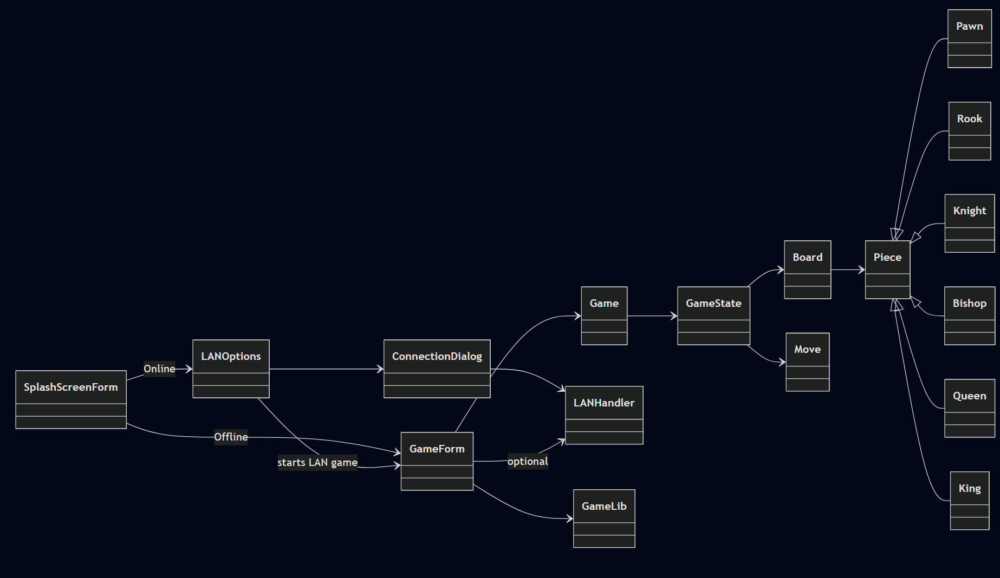 Pawn
Rook
Knight
Board
Piece
Game
GameState
Bishop
Move
LANOptions
ConnectionDialog
Online
SplashScreenForm
LANHandler
Queen
Offline
GameForm
starts LAN game
optional
King
GameLib